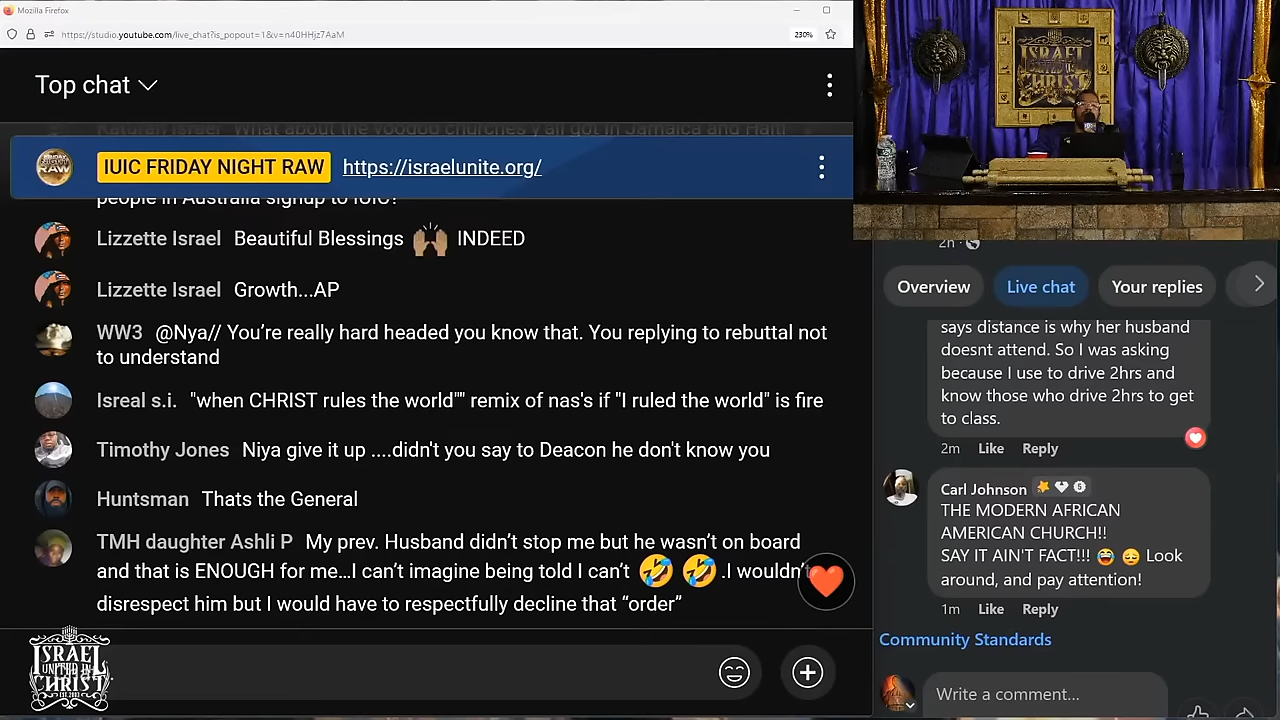 Mozilla Firefox
https://studio.youtube.com/live_chat?is_popout=1&v=n40HHjz7AaM
230%
Top chat
Katurah Israel What about the voodoo churches y'all got in Jamaica and Haiti
IUIC FRIDAY NIGHT RAW https://israelunite.org/
people in Australia signup to IUIC!
Lizzette Israel Beautiful Blessings 🙌🏽 INDEED
Lizzette Israel Growth...AP
WW3 @Nya// You're really hard headed you know that. You replying to rebuttal not
to understand
Isreal s.i. "when CHRIST rules the world"" remix of nas's if "I ruled the world" is fire
Timothy Jones Niya give it up ....didn't you say to Deacon he don't know you
Huntsman Thats the General
TMH daughter Ashli P My prev. Husband didn't stop me but he wasn't on board
and that is ENOUGH for me…I can't imagine being told I can't 🤣 🤣 .I wouldn'
disrespect him but I would have to respectfully decline that "order"
ISRAEL
UNITED IN
CHRIST
EST. 2003
ISRAEL
UNITED IN
CHRIST
2h
Overview
Live chat
Your replies
says distance is why her husband
doesnt attend. So I was asking
because I use to drive 2hrs and
know those who drive 2hrs to get
to class.
2m Like Reply
Carl Johnson
THE MODERN AFRICAN
AMERICAN CHURCH!!
SAY IT AIN'T FACT!!! 😂 😔 Look
around, and pay attention!
1m Like Reply
Community Standards
Write a comment...